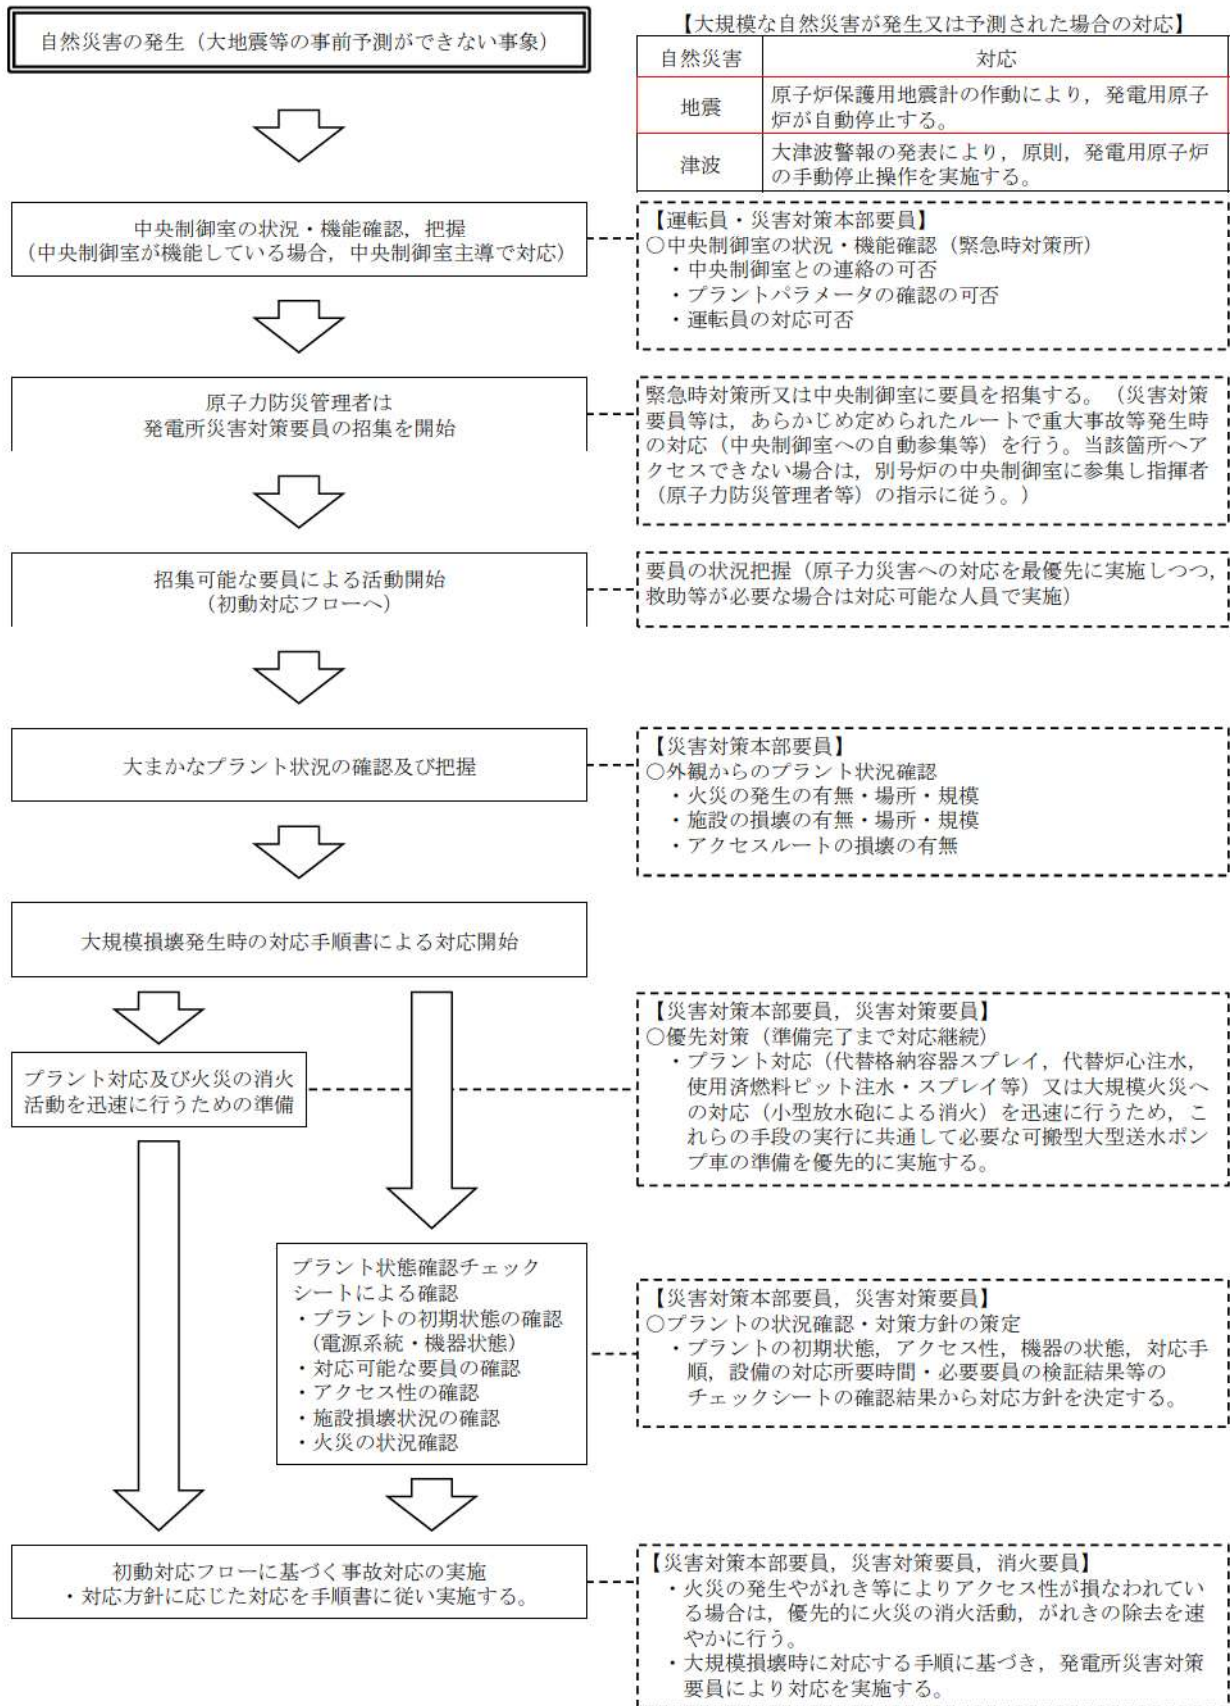 自然災害の発生（大地震等の事前予測ができない事象）
【大規模な自然災害が発生又は予測された場合の対応】
自然災害
対応
地震
原子炉保護用地震計の作動により，発電用原子
炉が自動停止する。
津波
大津波警報の発表により，原則，発電用原子炉
の手動停止操作を実施する。
中央制御室の状況・機能確認，把握
（中央制御室が機能している場合，中央制御室主導で対応）
【運転員・災害対策本部要員】
○中央制御室の状況・機能確認（緊急時対策所）
・中央制御室との連絡の可否
・プラントパラメータの確認の可否
・運転員の対応可否
原子力防災管理者は
発電所災害対策要員の招集を開始
緊急時対策所又は中央制御室に要員を招集する。（災害対策
要員等は，あらかじめ定められたルートで重大事故等発生時
の対応（中央制御室への自動参集等）を行う。当該箇所へア
クセスできない場合は，別号炉の中央制御室に参集し指揮者
（原子力防災管理者等）の指示に従う。）
招集可能な要員による活動開始
（初動対応フローへ）
要員の状況把握（原子力災害への対応を最優先に実施しつつ，
救助等が必要な場合は対応可能な人員で実施）
大まかなプラント状況の確認及び把握
【災害対策本部要員】
○外観からのプラント状況確認
・火災の発生の有無・場所・規模
・施設の損壊の有無・場所・規模
・アクセスルートの損壊の有無
大規模損壊発生時の対応手順書による対応開始
プラント対応及び火災の消火
活動を迅速に行うための準備
【災害対策本部要員，災害対策要員】
○優先対策（準備完了まで対応継続）
・プラント対応（代替格納容器スプレイ，代替炉心注水，
使用済燃料ピット注水・スプレイ等）又は大規模火災へ
の対応（小型放水砲による消火）を迅速に行うため，こ
れらの手段の実行に共通して必要な可搬型大型送水ポン
プ車の準備を優先的に実施する。
プラント状態確認チェック
シートによる確認
・プラントの初期状態の確認
（電源系統・機器状態）
・対応可能な要員の確認
・アクセス性の確認
・施設損壊状況の確認
・火災の状況確認
【災害対策本部要員，災害対策要員】
○プラントの状況確認・対策方針の策定
・プラントの初期状態，アクセス性，機器の状態，対応手
順，設備の対応所要時間・必要要員の検証結果等の
チェックシートの確認結果から対応方針を決定する。
初動対応フローに基づく事故対応の実施
・対応方針に応じた対応を手順書に従い実施する。
【災害対策本部要員，災害対策要員，消火要員】
・火災の発生やがれき等によりアクセス性が損なわれてい
る場合は，優先的に火災の消火活動，がれきの除去を速
やかに行う。
・大規模損壊時に対応する手順に基づき，発電所災害対策
要員により対応を実施する。